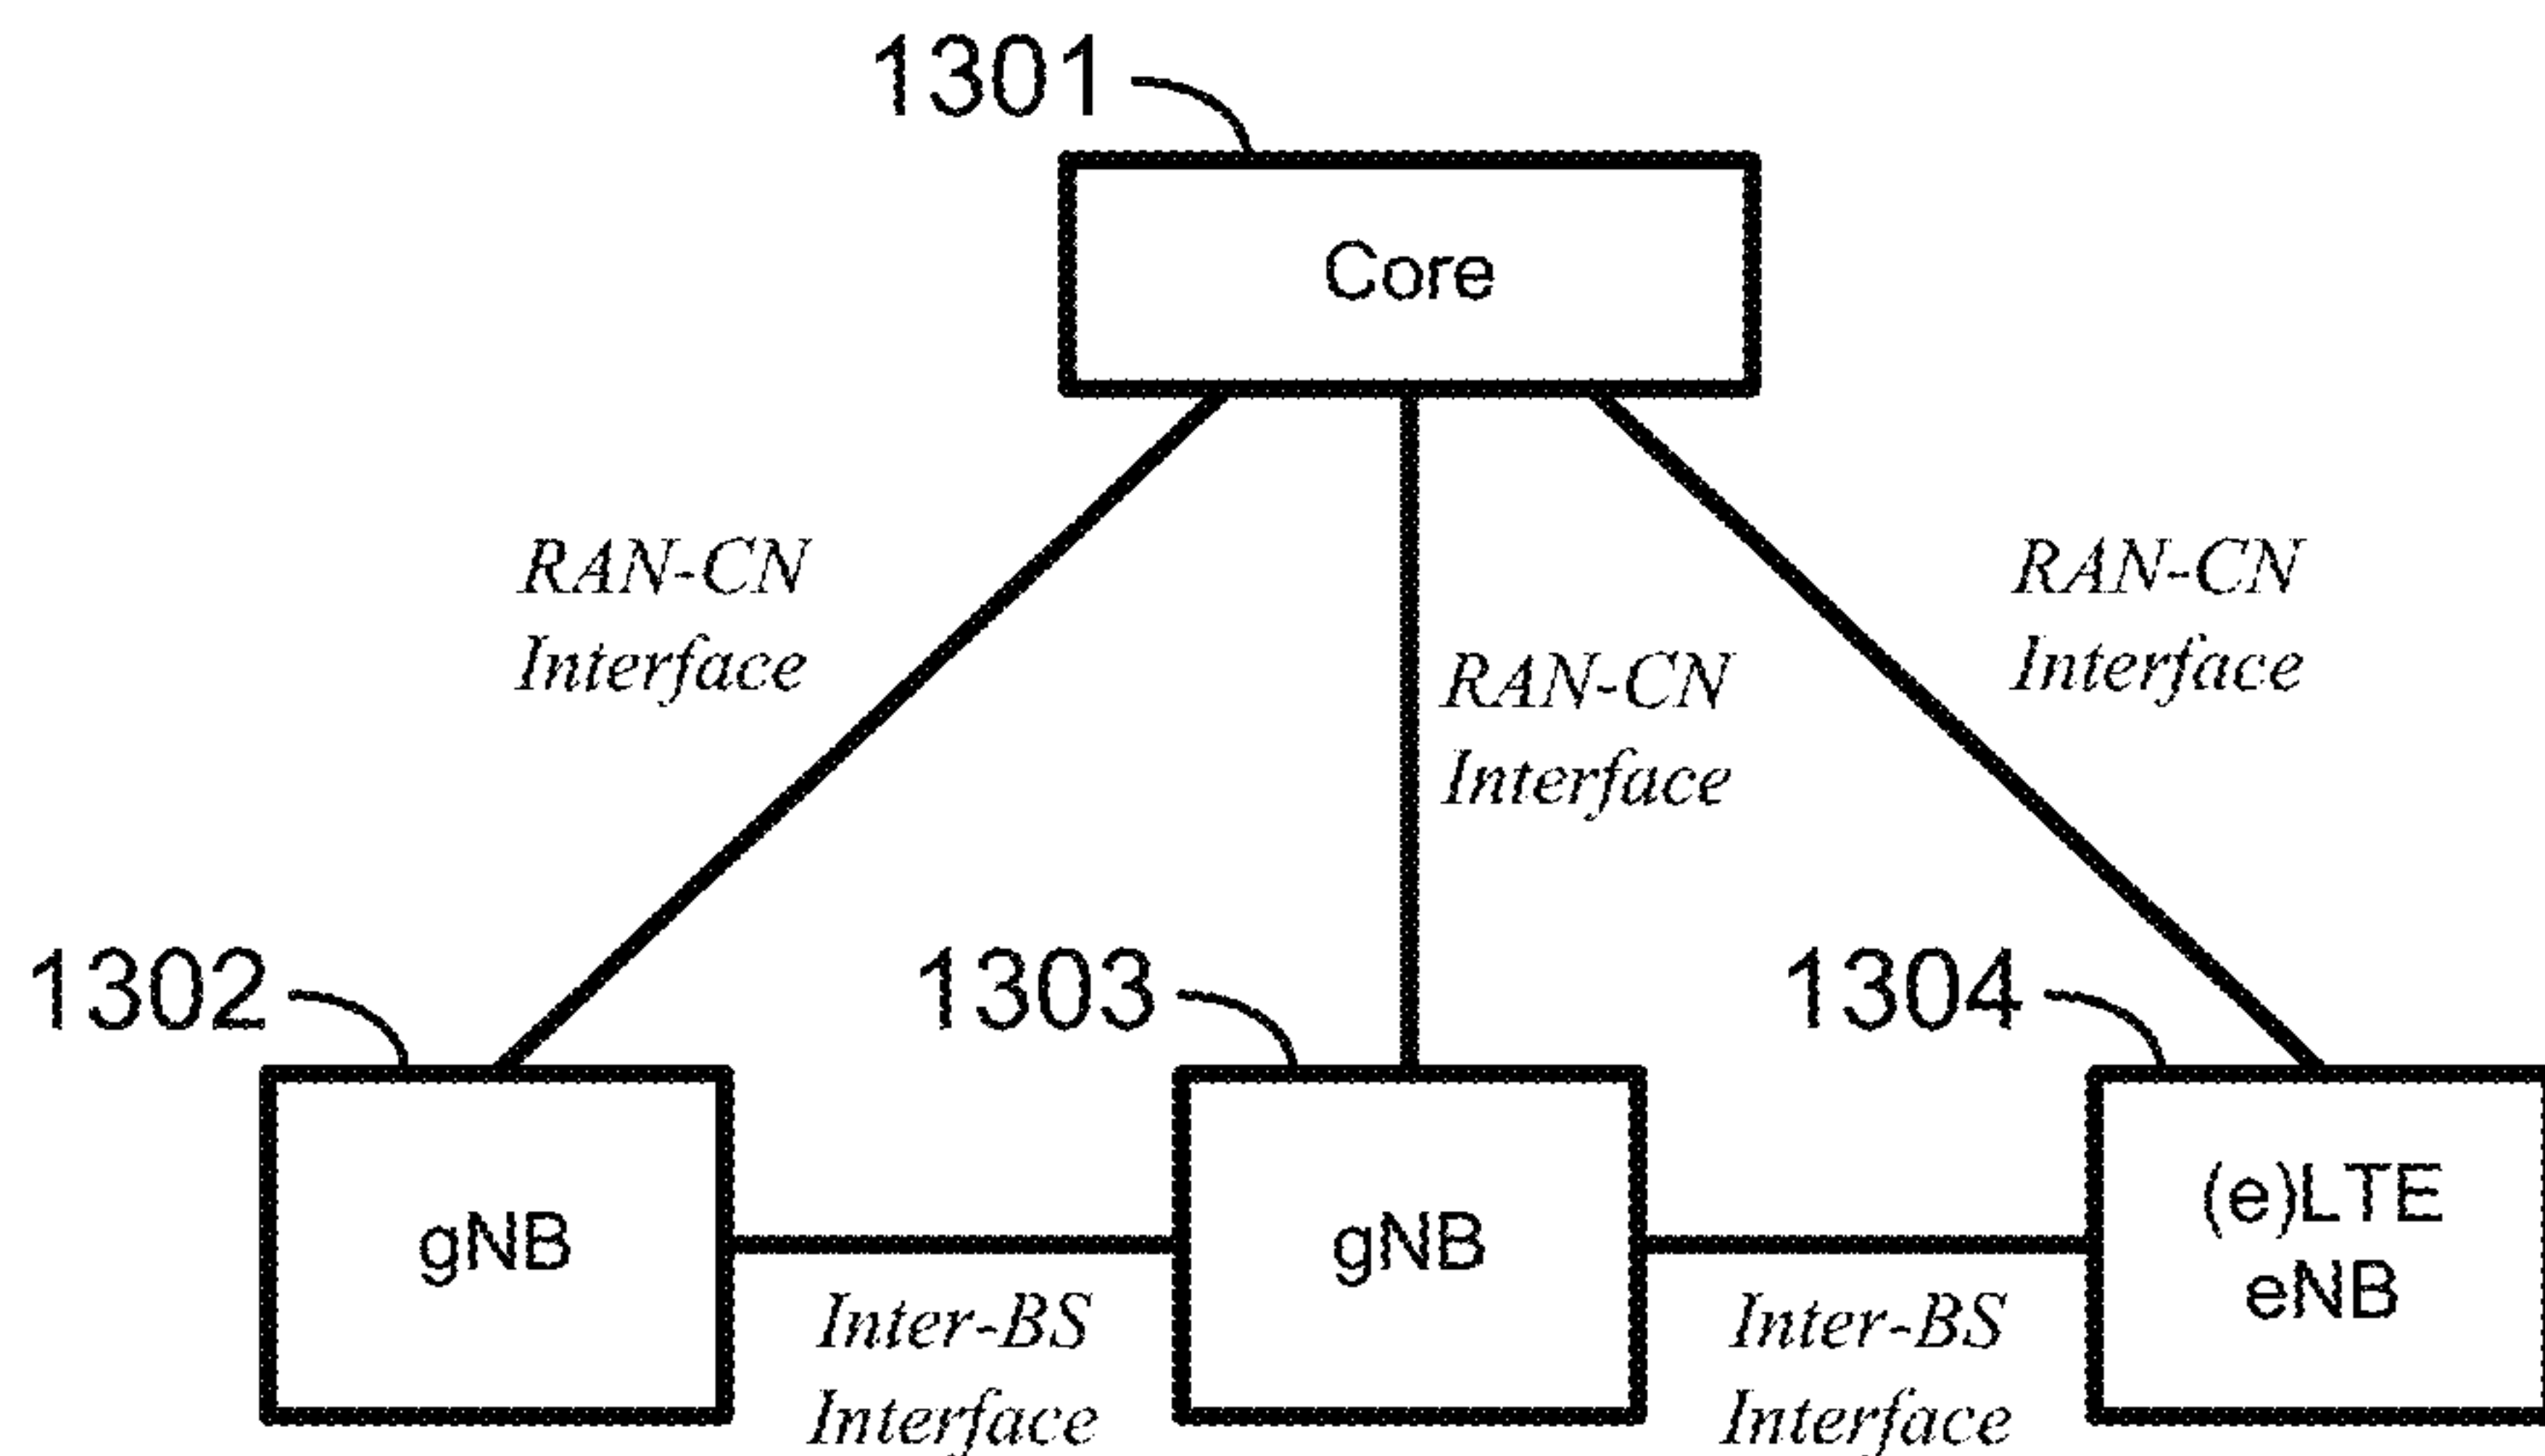 1301
Core
RAN-CN
Interface
RAN-CN
Interface
RAN-CN
Interface
1302
1303
1304
gNB
gNB
(e)LTE
eNB
Inter-BS
Interface
Inter-BS
Interface